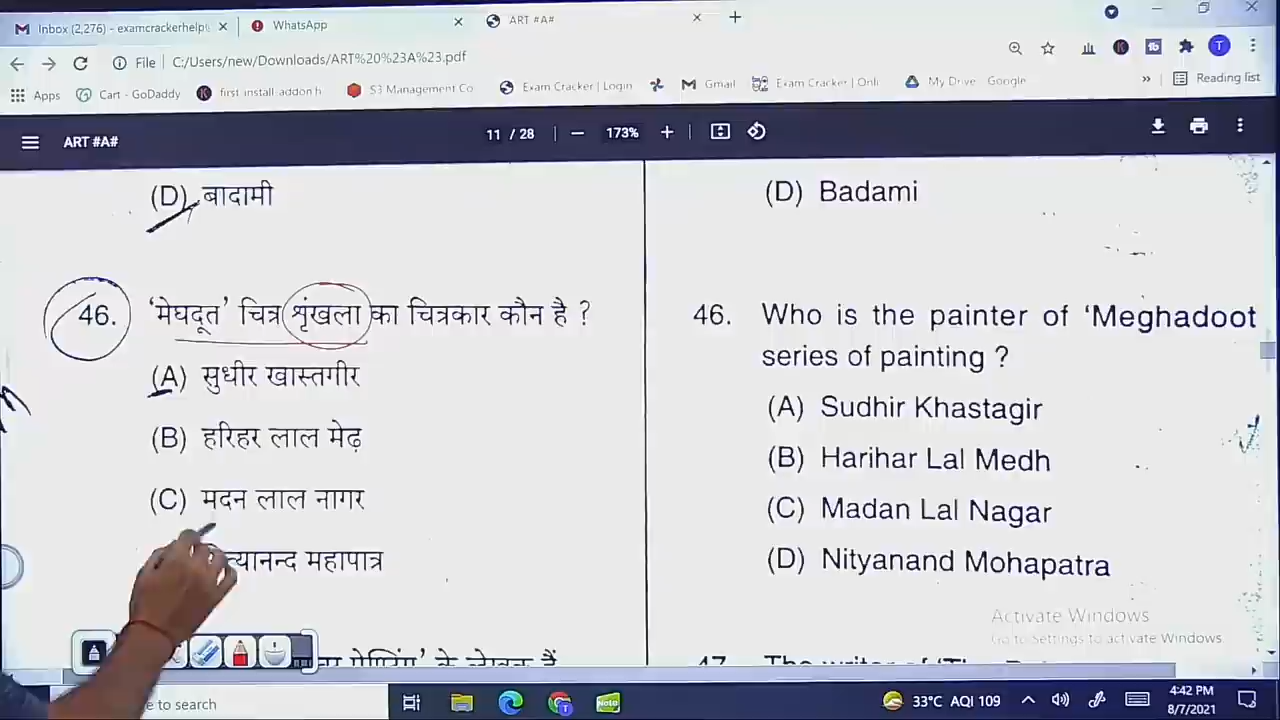 Inbox (2,276) - examcrackerhelp
WhatsApp
ART #A#
File
C:/Users/new/Downloads/ART%20%23A%23.pdf
Apps
Cart - GoDaddy
first install addon h
S3 Management Co
Exam Cracker | Login
Gmail
Exam Cracker | Onli
My Drive
Google
Reading list
ART #A#
11 / 28
173%
(D) बादामी
46. 'मेघदूत' चित्र शृंखला का चित्रकार कौन है ?
(A) सुधीर खास्तगीर
(B) हरिहर लाल मेढ़
(C) मदन लाल नागर
महापात्र
(D) Badami
46. Who is the painter of 'Meghadoot
series of painting ?
(A) Sudhir Khastagir
(B) Harihar Lal Medh
(C) Madan Lal Nagar
(D) Nityanand Mohapatra
Activate Windows
Go to Settings to activate Windows.
47.
to search
33°C AQI 109
4:42 PM
8/7/2021